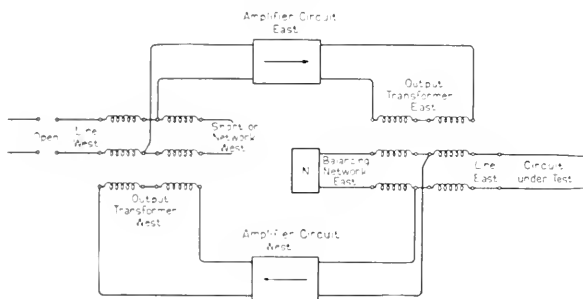 Amplifier Circuit
East
Output
Transformer
East
Open
Line
West
Short or
Network
West
N
Balancing
Network
East
Line
East
Circuit
under Test
Output
Transformer
West
Amplifier Circuit
West